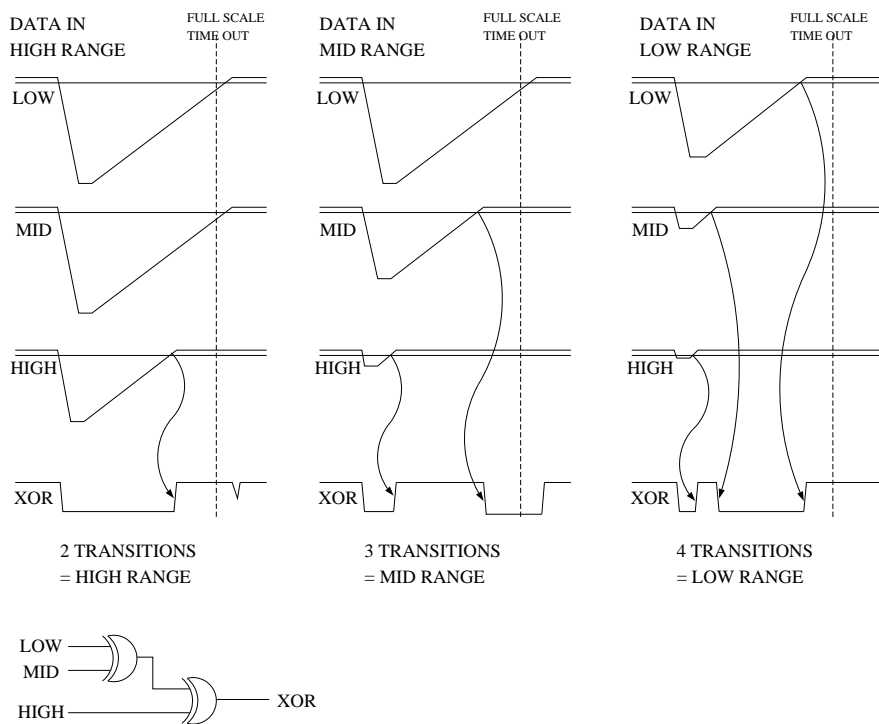 DATA IN
HIGH RANGE
FULL SCALE
TIME OUT
LOW
MID
HIGH
XOR
2 TRANSITIONS
= HIGH RANGE
DATA IN
MID RANGE
FULL SCALE
TIME OUT
LOW
MID
HIGH
XOR
3 TRANSITIONS
= MID RANGE
DATA IN
LOW RANGE
FULL SCALE
TIME OUT
LOW
MID
HIGH
XOR
4 TRANSITIONS
= LOW RANGE
LOW
MID
HIGH
XOR